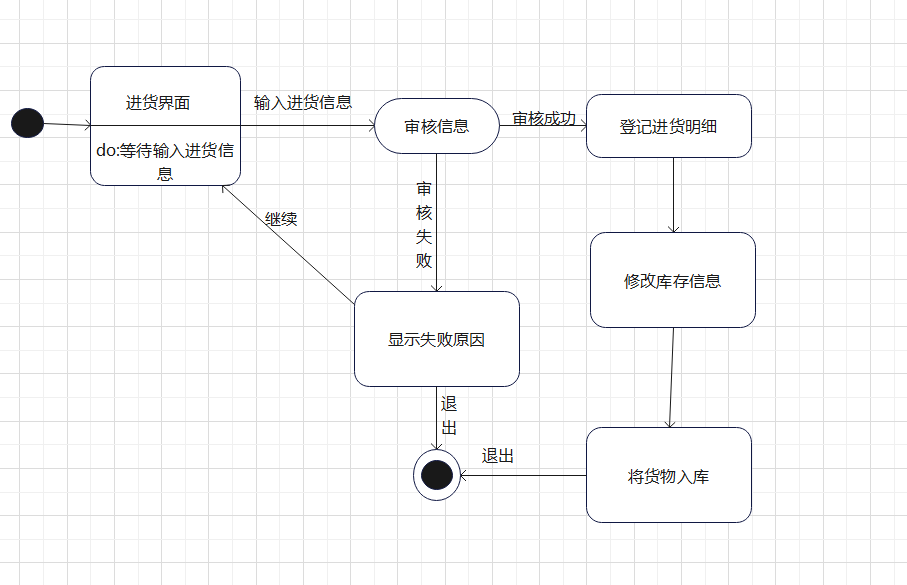 进货界面
do:等待输入进货信
息
输入进货信息
审核信息
审核成功
登记进货明细
审
核
失
败
继续
修改库存信息
显示失败原因
退
出
退出
将货物入库